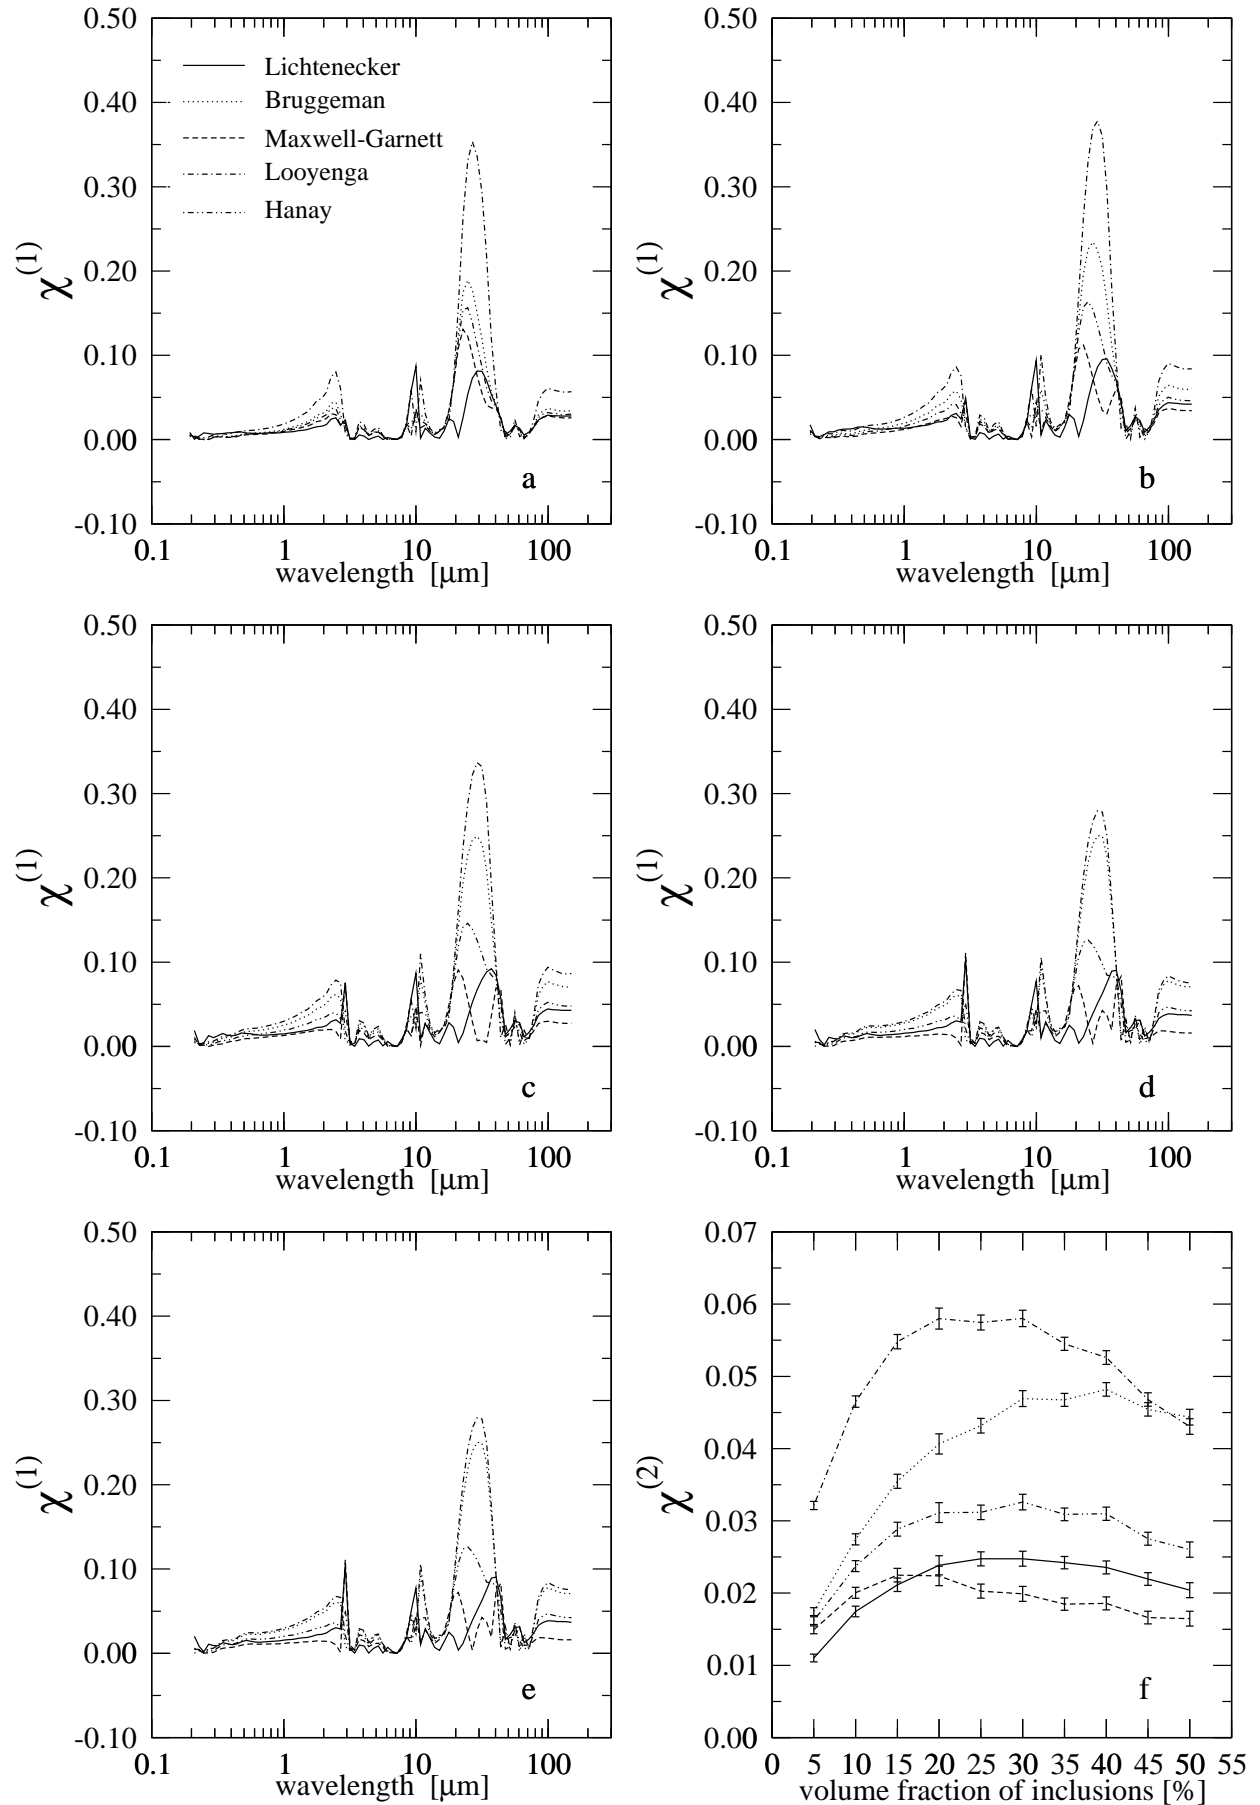 0.50
0.40
0.30
0.20
0.10
0.00
-0.10
χ(1)
Lichtenecker
Bruggeman
Maxwell-Garnett
Looyenga
Hanay
a
0.1 1 10 100
wavelength [μm]
0.50
0.40
0.30
0.20
0.10
0.00
-0.10
χ(1)
b
0.1 1 10 100
wavelength [μm]
0.50
0.40
0.30
0.20
0.10
0.00
-0.10
χ(1)
c
0.1 1 10 100
wavelength [μm]
0.50
0.40
0.30
0.20
0.10
0.00
-0.10
χ(1)
d
0.1 1 10 100
wavelength [μm]
0.50
0.40
0.30
0.20
0.10
0.00
-0.10
χ(1)
e
0.1 1 10 100
wavelength [μm]
0.07
0.06
0.05
0.04
0.03
0.02
0.01
0.00
χ(2)
f
0 5 10 15 20 25 30 35 40 45 50 55
volume fraction of inclusions [%]